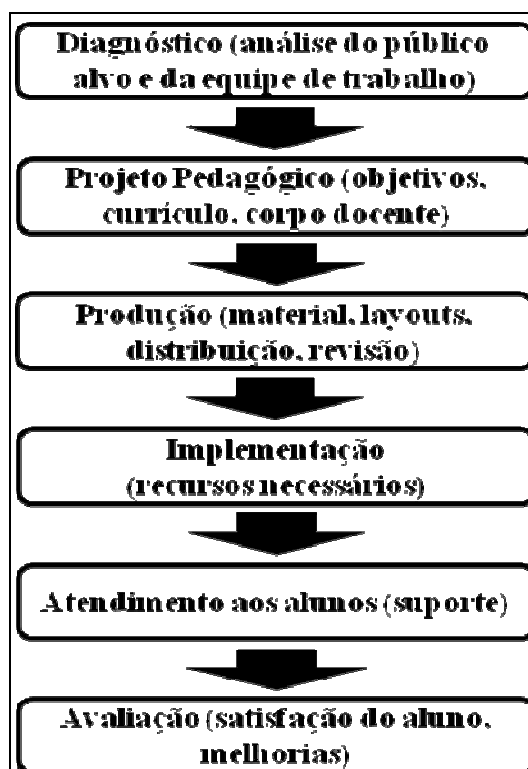 Diagnóstico (análise do público
alvo e da equipe de trabalho)
Projeto Pedagógico (objetivos,
currículo, corpo docente)
Produção (material, layouts,
distribuição, revisão)
Implementação
(recursos necessários)
Atendimento aos alunos (suporte)
Avaliação (satisfação do aluno,
melhorias)